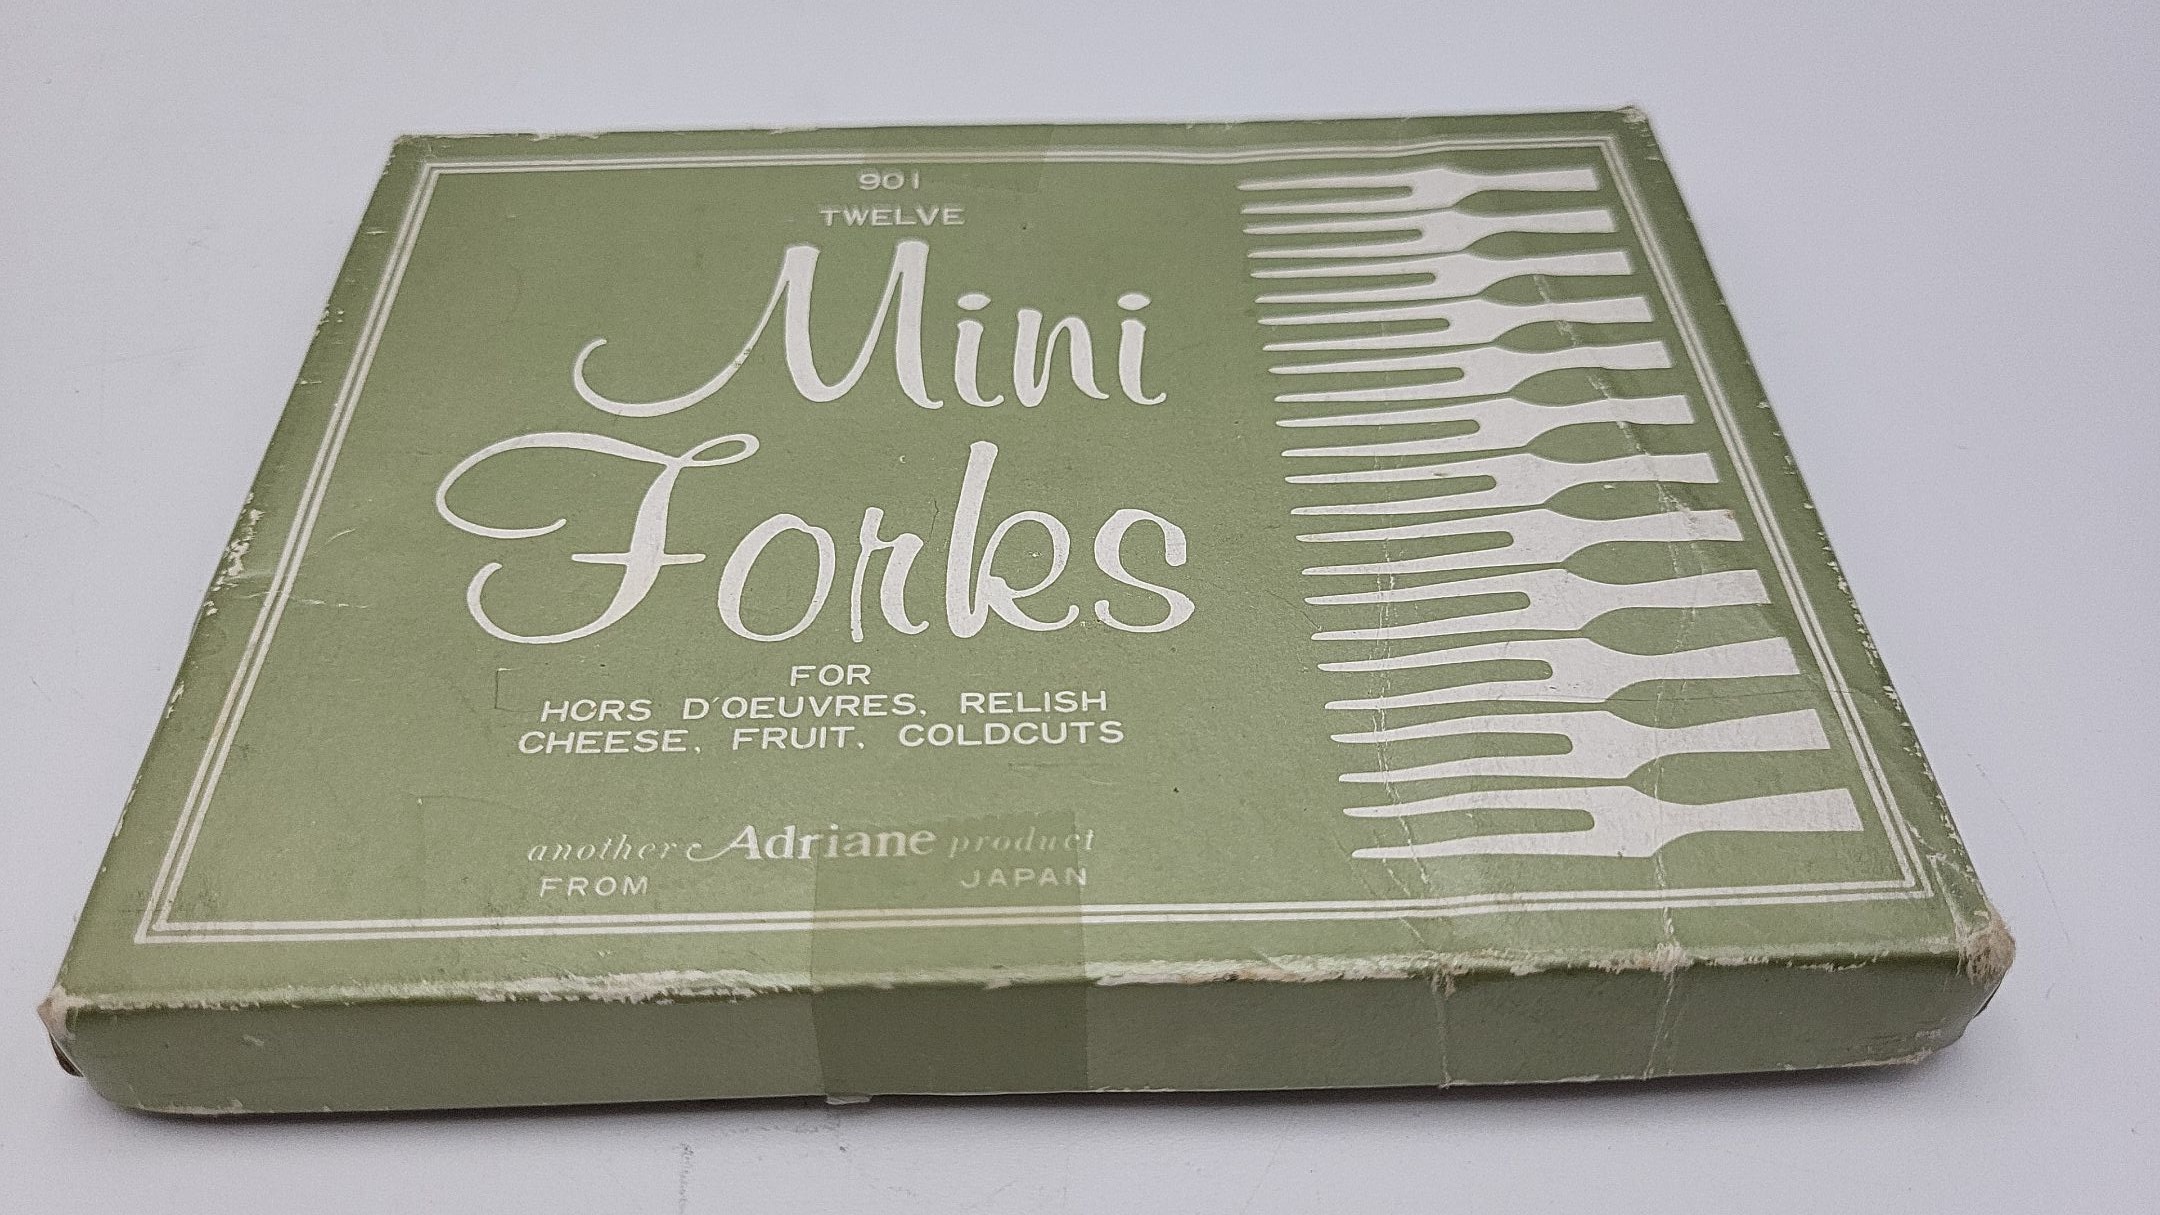 901
TWELVE
Mini
Forks
FOR
HORS D'OEUVRES, RELISH
CHEESE, FRUIT, COLDCUTS
another Adriane product
FROM JAPAN